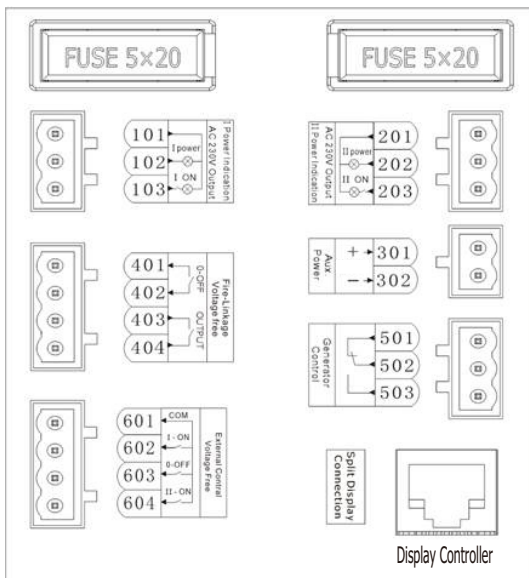 FUSE 5×20
FUSE 5×20
101
102
103
I power
I ON
AC 230V Output
I Power Indication
401
402
403
404
0-OFF
OUTPUT
Fire-Linkage
Voltage free
601
602
603
604
COM
I-ON
0-OFF
II-ON
External Contral
Voltage Free
II Power Indication
AC 230V Output
II power
II ON
201
202
203
Aux
Power
+
−
301
302
Generator
Control
501
502
503
Split Display
Connection
Display Controller